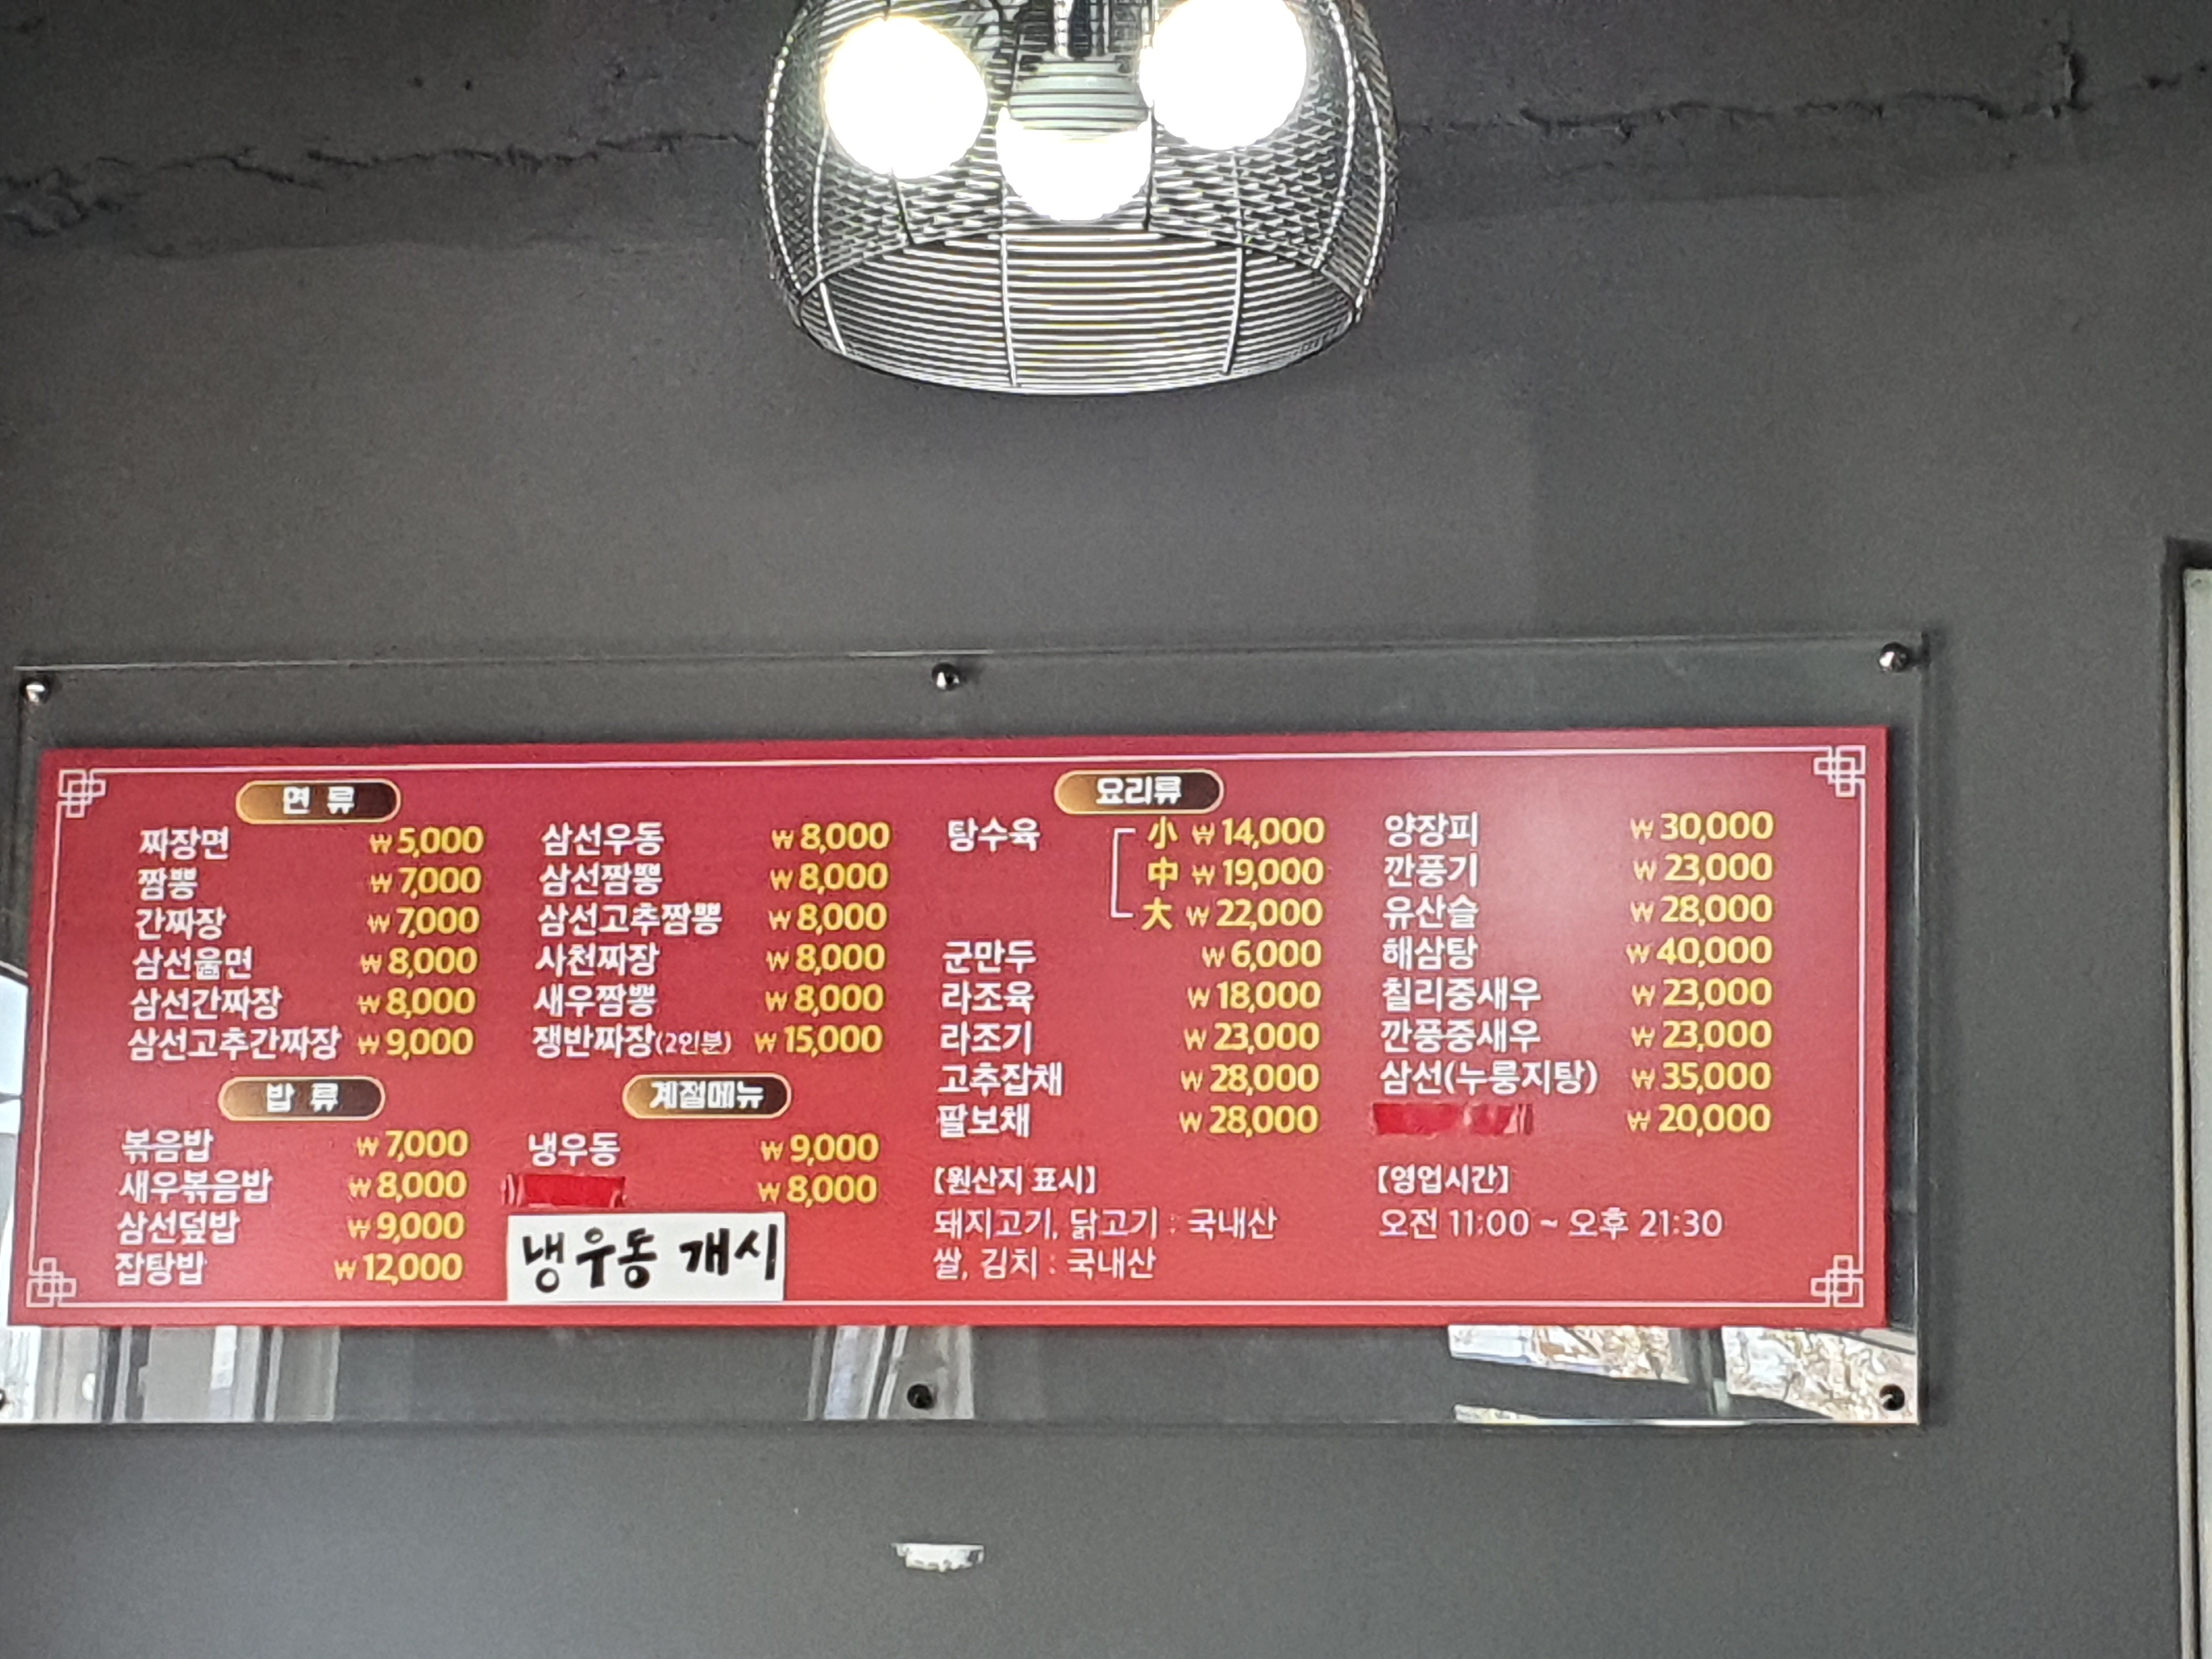 면 류
짜장면 ₩5,000
짬뽕 ₩7,000
간짜장 ₩7,000
삼선울면 ₩8,000
삼선간짜장 ₩8,000
삼선고추간짜장 ₩9,000
삼선우동 ₩8,000
삼선짬뽕 ₩8,000
삼선고추짬뽕 ₩8,000
사천짜장 ₩8,000
새우짬뽕 ₩8,000
쟁반짜장(2인분) ₩15,000
밥 류
볶음밥 ₩7,000
새우볶음밥 ₩8,000
삼선덮밥 ₩9,000
잡탕밥 ₩12,000
계절메뉴
냉우동 ₩9,000
₩8,000
냉우동 개시
요리류
탕수육 小 ₩14,000
中 ₩19,000
大 ₩22,000
군만두 ₩6,000
라조육 ₩18,000
라조기 ₩23,000
고추잡채 ₩28,000
팔보채 ₩28,000
양장피 ₩30,000
깐풍기 ₩23,000
유산슬 ₩28,000
해삼탕 ₩40,000
칠리중새우 ₩23,000
깐풍중새우 ₩23,000
삼선(누룽지탕) ₩35,000
₩20,000
[원산지 표시]
돼지고기, 닭고기 : 국내산
쌀, 김치 : 국내산
[영업시간]
오전 11:00 ~ 오후 21:30